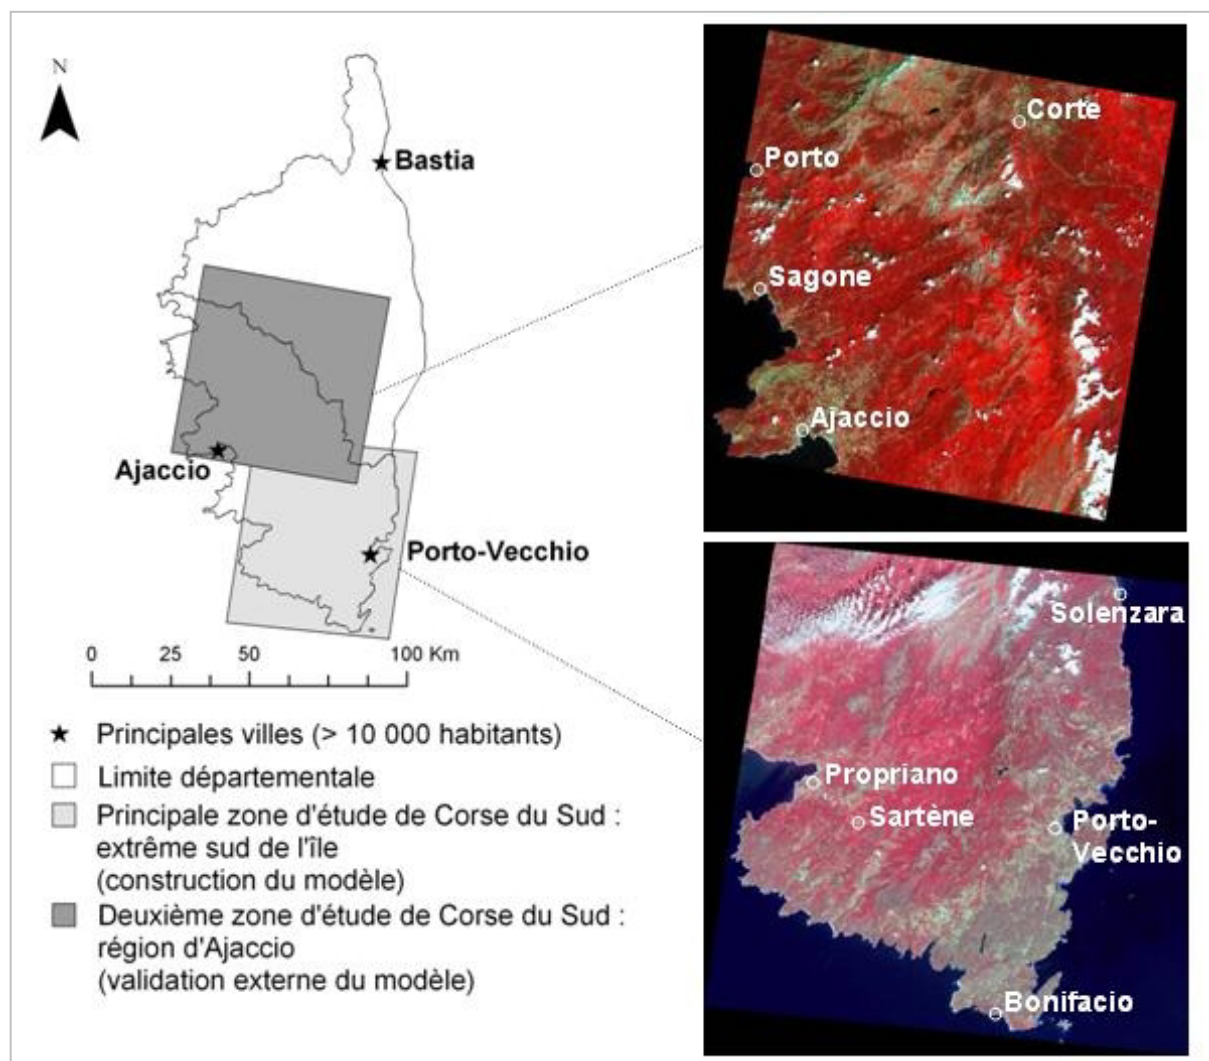 N
Bastia
Ajaccio
Porto-Vecchio
0 25 50 100 Km
Principales villes (> 10 000 habitants)
Limite départementale
Principale zone d'étude de Corse du Sud :
extrême sud de l'île
(construction du modèle)
Deuxième zone d'étude de Corse du Sud :
région d'Ajaccio
(validation externe du modèle)
Corte
Porto
Sagone
Ajaccio
Solenzara
Propriano
Sartène
Porto-
Vecchio
Bonifacio